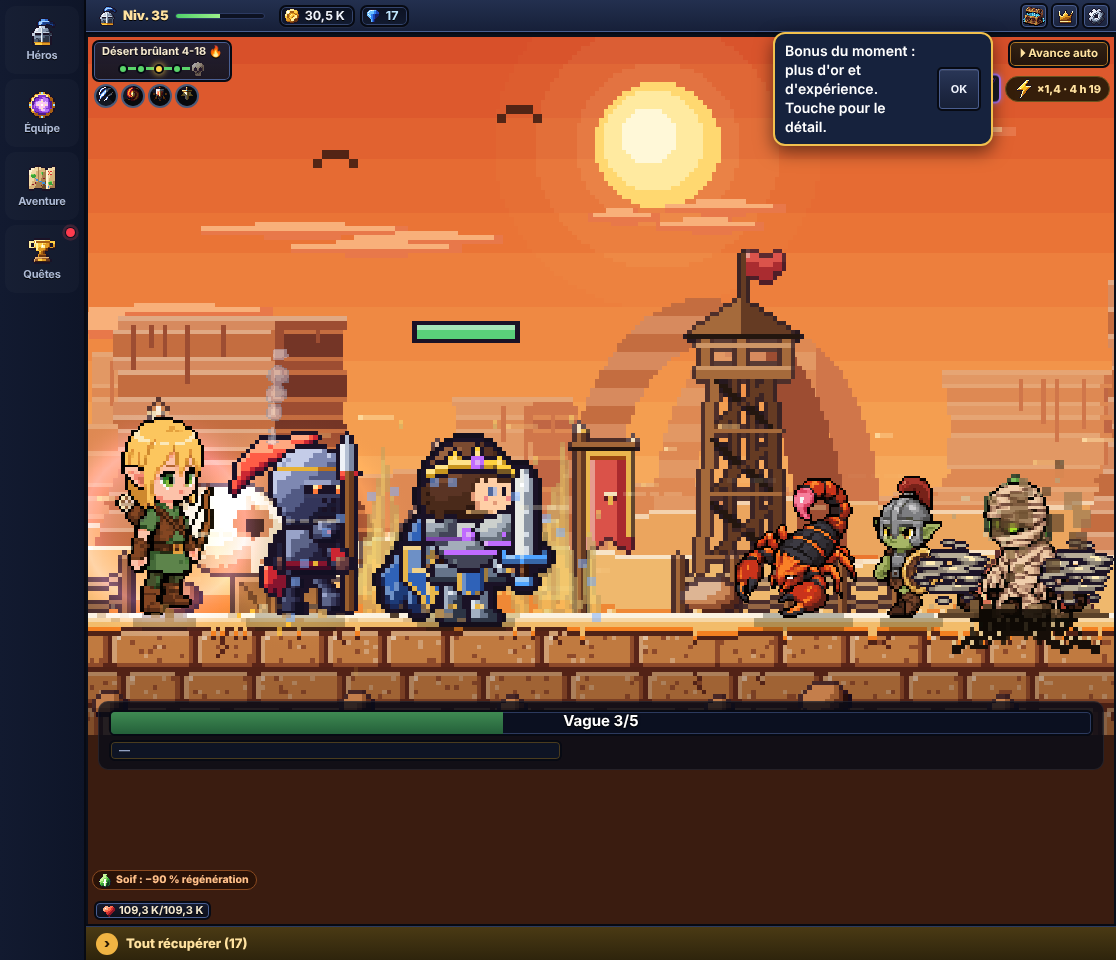 Niv. 35
30,5 K
17
Héros
Équipe
Aventure
Quêtes
Désert brûlant 4-18
Bonus du moment :
plus d'or et
d'expérience.
Touche pour le
détail.
OK
Avance auto
×1,4 · 4 h 19
Vague 3/5
—
Soif : −90 % régénération
109,3 K/109,3 K
Tout récupérer (17)